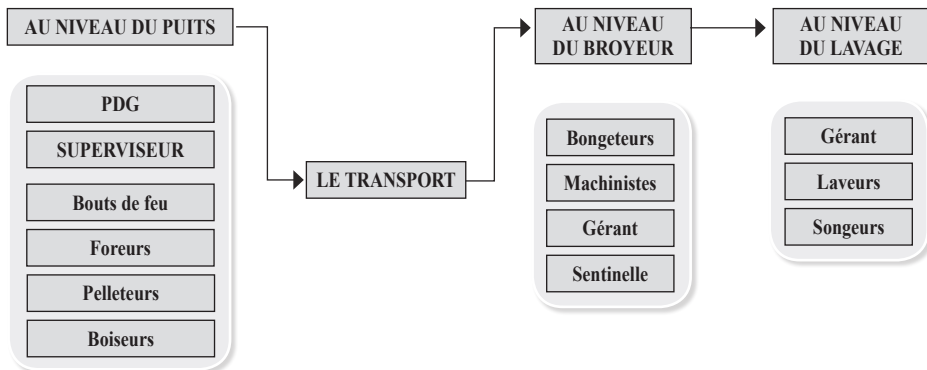 AU NIVEAU DU PUITS
PDG
SUPERVISEUR
Bouts de feu
Foreurs
Pelleteurs
Boiseurs
LE TRANSPORT
AU NIVEAU
DU BROYEUR
Bongeteurs
Machinistes
Gérant
Sentinelle
AU NIVEAU
DU LAVAGE
Gérant
Laveurs
Songeurs